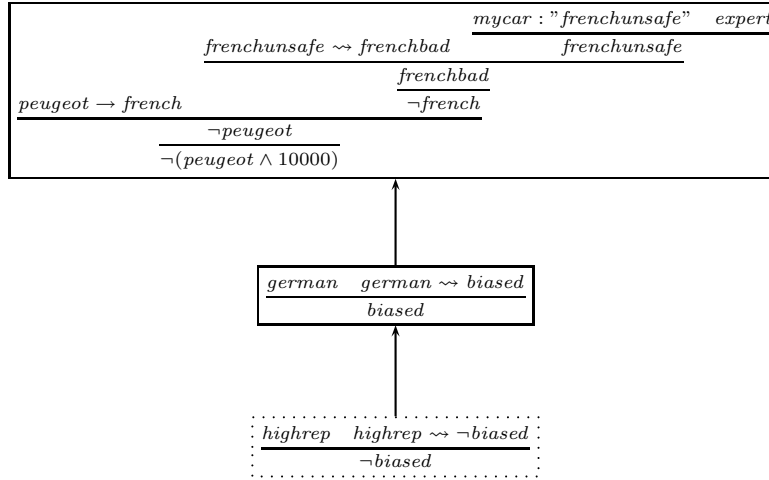 mycar : "frenchunsafe" expert
frenchunsafe ⇝ frenchbad frenchunsafe
frenchbad
peugeot → french ¬french
¬peugeot
¬(peugeot ∧ 10000)
german german ⇝ biased
biased
highrep highrep ⇝ ¬biased
¬biased